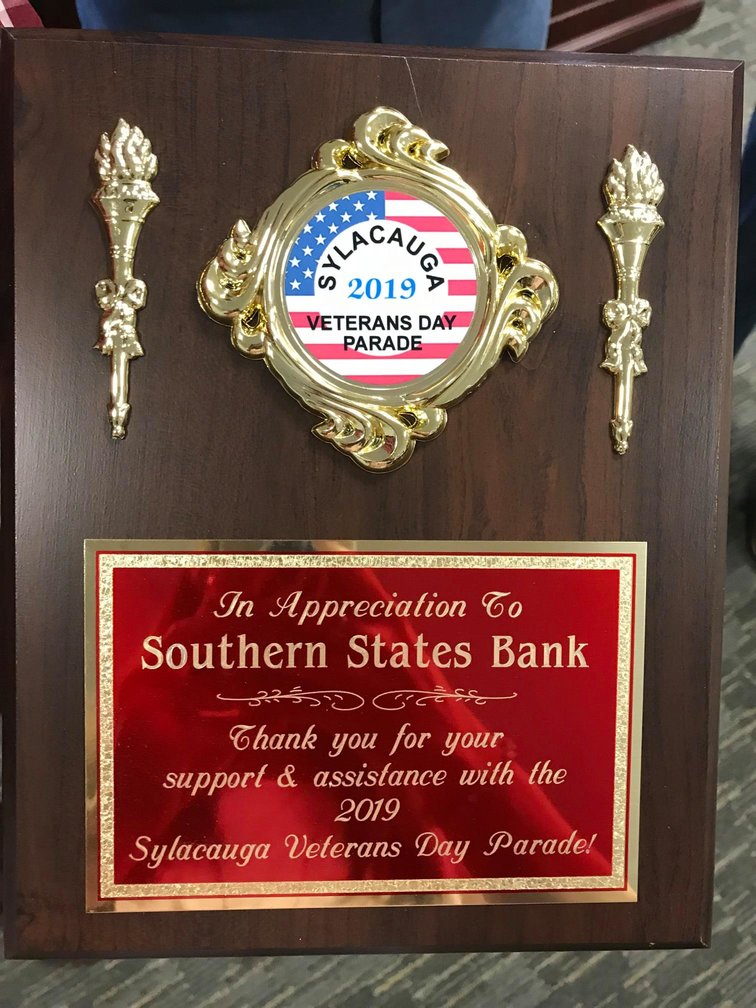 SYLACAUGA
2019
VETERANS DAY
PARADE
In Appreciation To
Southern States Bank
Thank you for your
support & assistance with the
2019
Sylacauga Veterans Day Parade!